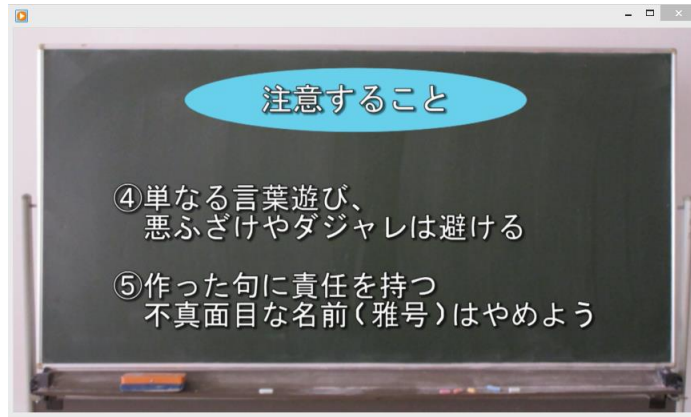 注意すること
④単なる言葉遊び、
悪ふざけやダジャレは避ける
⑤作った句に責任を持つ
不真面目な名前(雅号)はやめよう